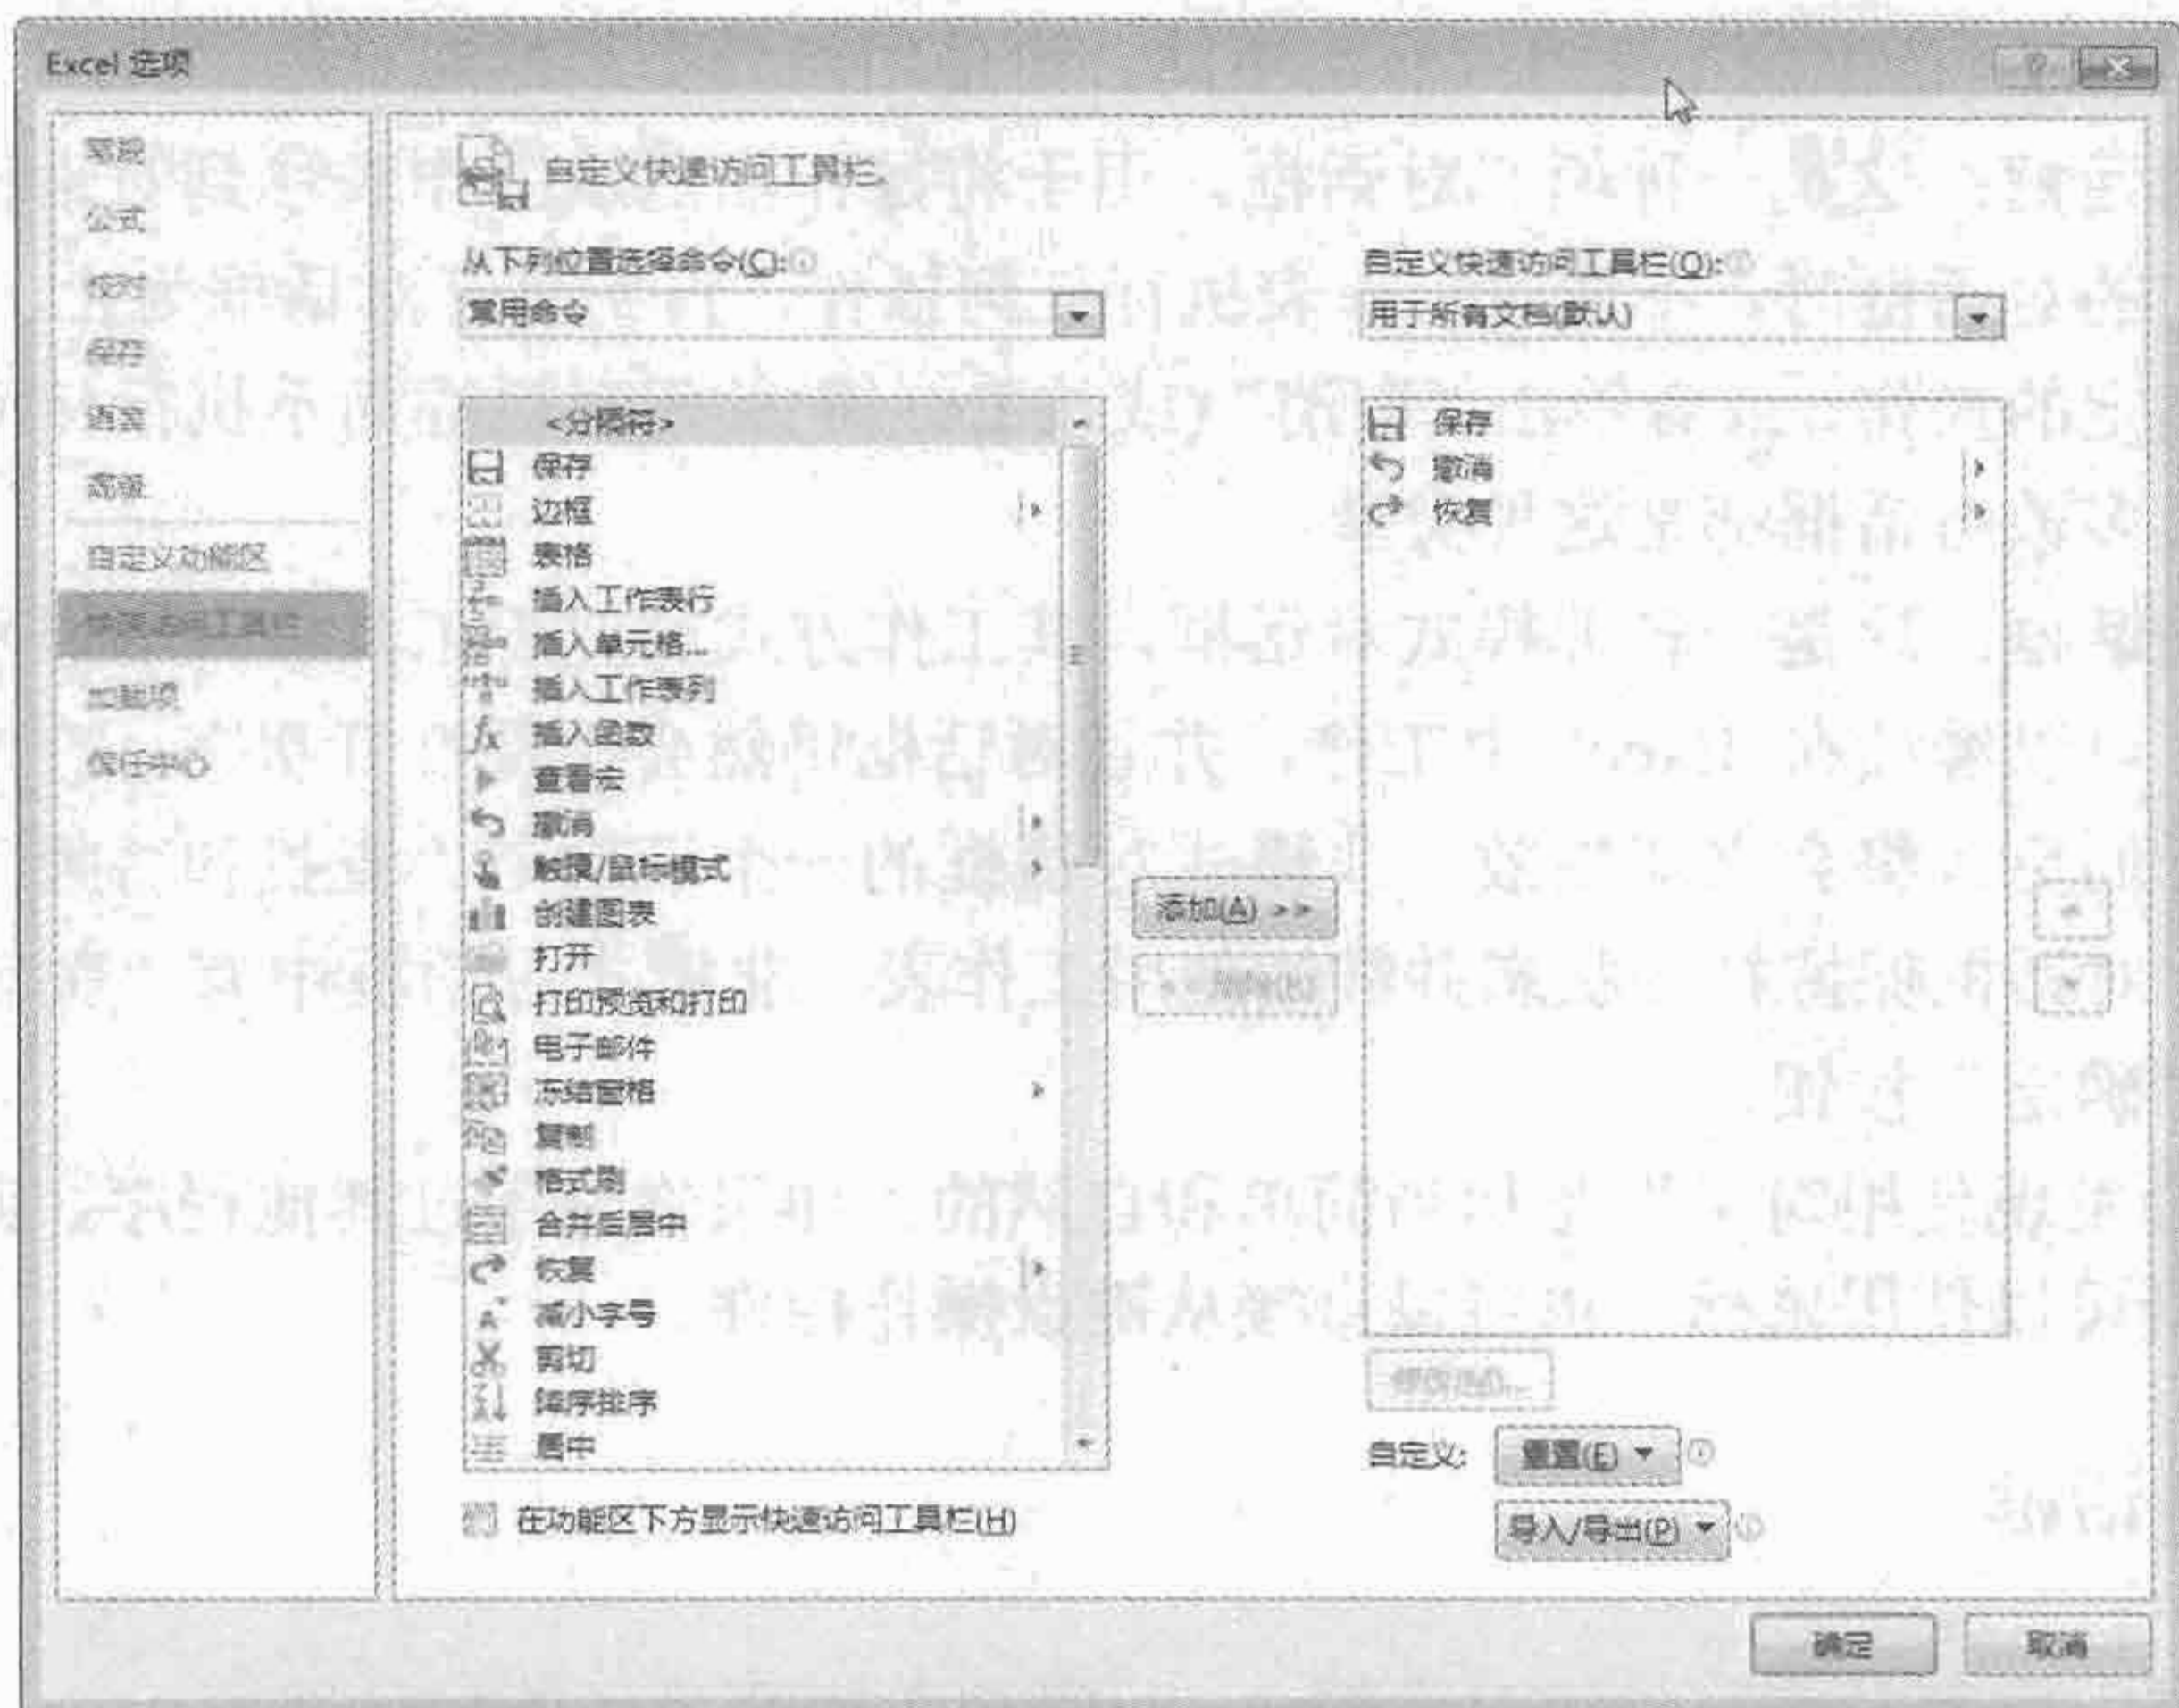 Excel 选项
常规
公式
校对
保存
语言
高级
自定义功能区
快速访问工具栏
加载项
信任中心
自定义快速访问工具栏。
从下列位置选择命令(C):
常用命令
<分隔符>
保存
边框
表格
插入工作表行
插入单元格...
插入工作表列
插入函数
查看宏
撤消
触摸/鼠标模式
创建图表
打开
打印预览和打印
电子邮件
冻结窗格
复制
格式刷
合并后居中
恢复
减小字号
剪切
降序排序
居中
在功能区下方显示快速访问工具栏(H)
添加(A) >>
删除(R)
自定义快速访问工具栏(Q):
用于所有文档(默认)
保存
撤消
恢复
修改(M)...
自定义:
重置(E)
导入/导出(P)
确定
取消